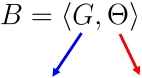 B = ⟨G, Θ⟩